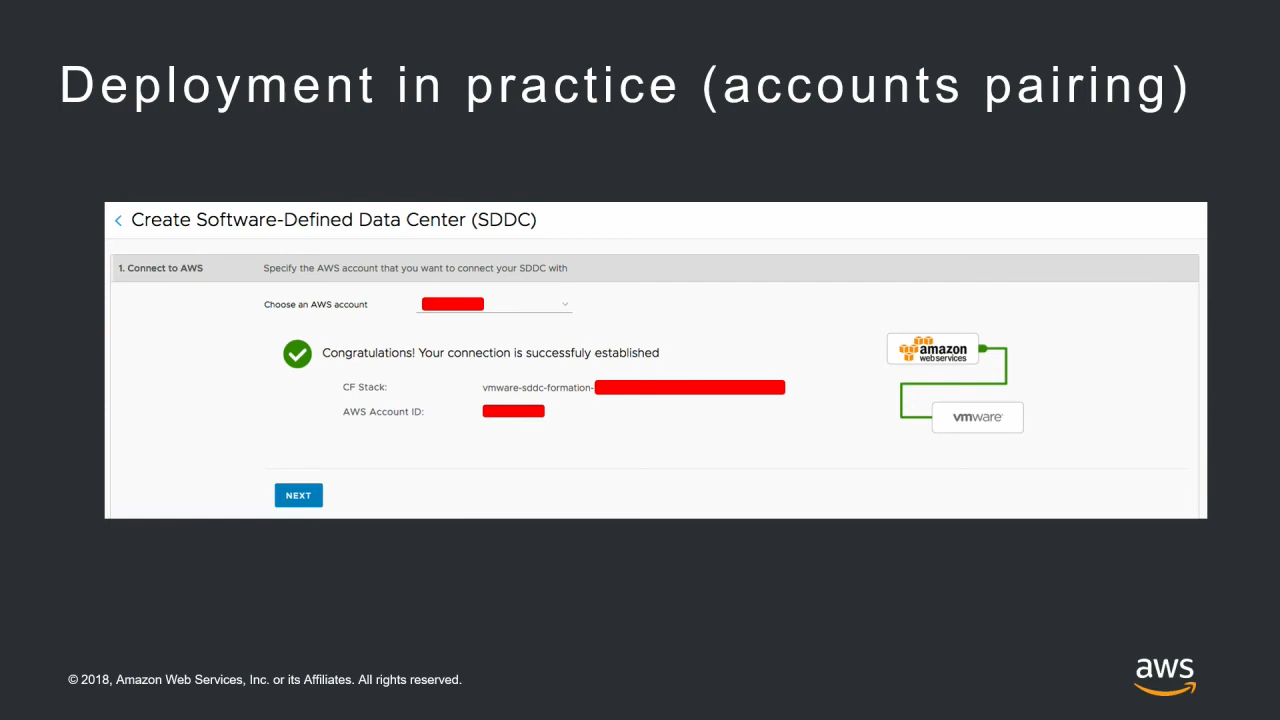 Deployment in practice (accounts pairing)
Create Software-Defined Data Center (SDDC)
1. Connect to AWS Specify the AWS account that you want to connect your SDDC with
Choose an AWS account
Congratulations! Your connection is successfuly established
CF Stack: vmware-sddc-formation-
AWS Account ID:
amazon
webservices
vmware
NEXT
© 2018, Amazon Web Services, Inc. or its Affiliates. All rights reserved.
aws